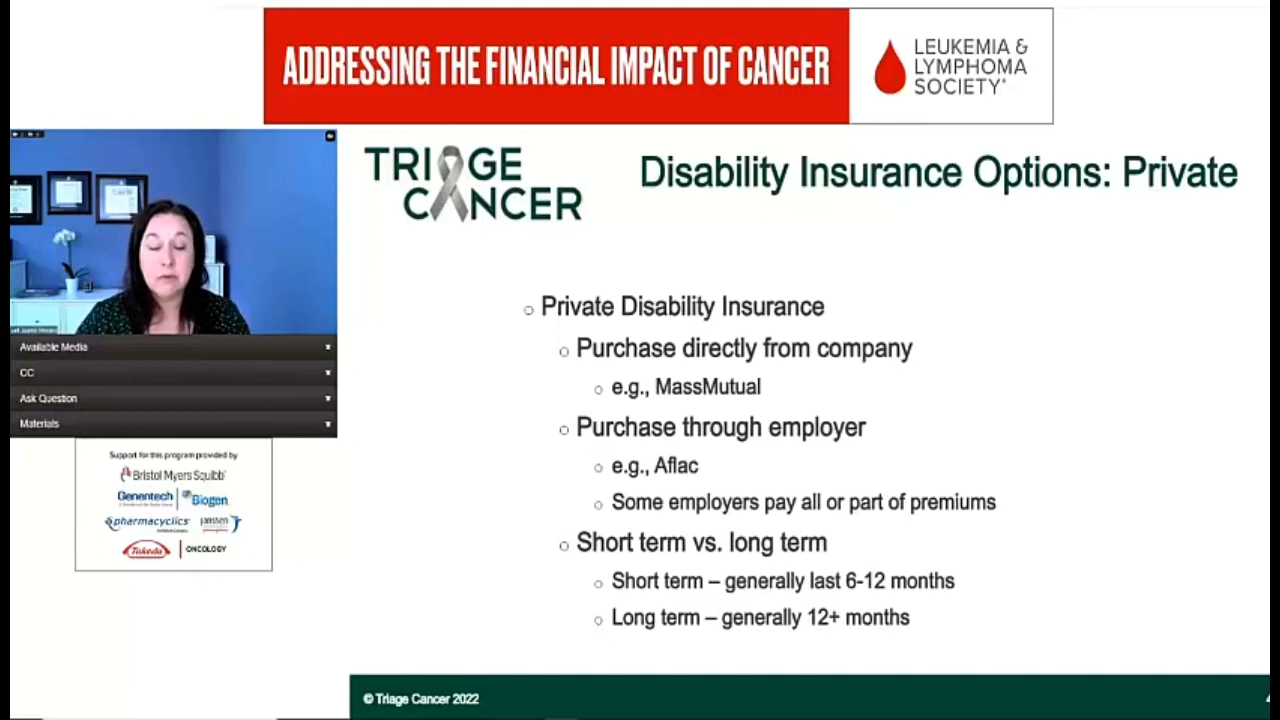 ADDRESSING THE FINANCIAL IMPACT OF CANCER
LEUKEMIA &
LYMPHOMA
SOCIETY
TRIAGE
CANCER
Disability Insurance Options: Private
Available Media
CC
Ask Question
Materials
Support for this program provided by
Bristol Myers Squibb
Genentech
Biogen
pharmacyclics
janssen
Takeda
ONCOLOGY
Private Disability Insurance
Purchase directly from company
e.g., MassMutual
Purchase through employer
e.g., Aflac
Some employers pay all or part of premiums
Short term vs. long term
Short term – generally last 6-12 months
Long term – generally 12+ months
© Triage Cancer 2022